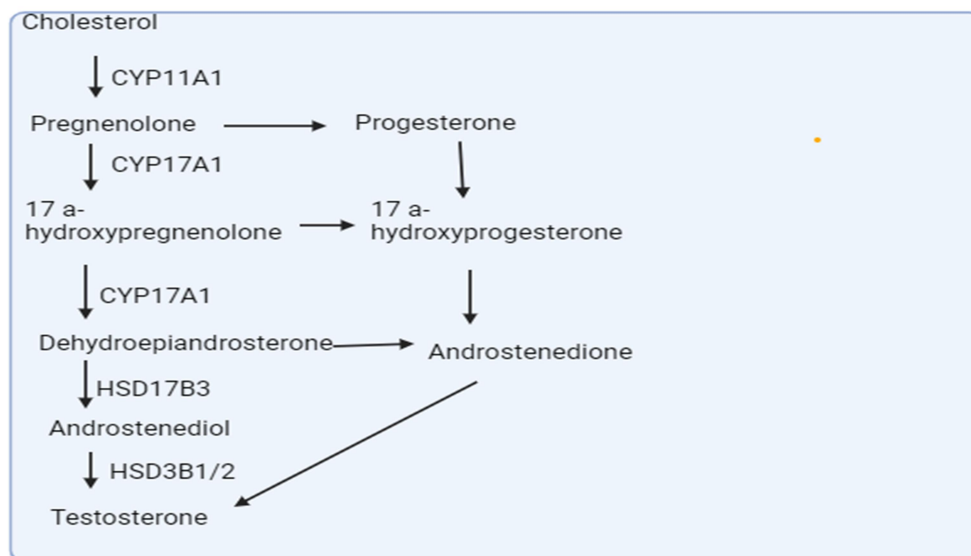 Cholesterol
CYP11A1
Pregnenolone
Progesterone
CYP17A1
17 a-
hydroxypregnenolone
17 a-
hydroxyprogesterone
CYP17A1
Dehydroepiandrosterone
Androstenedione
HSD17B3
Androstenediol
HSD3B1/2
Testosterone